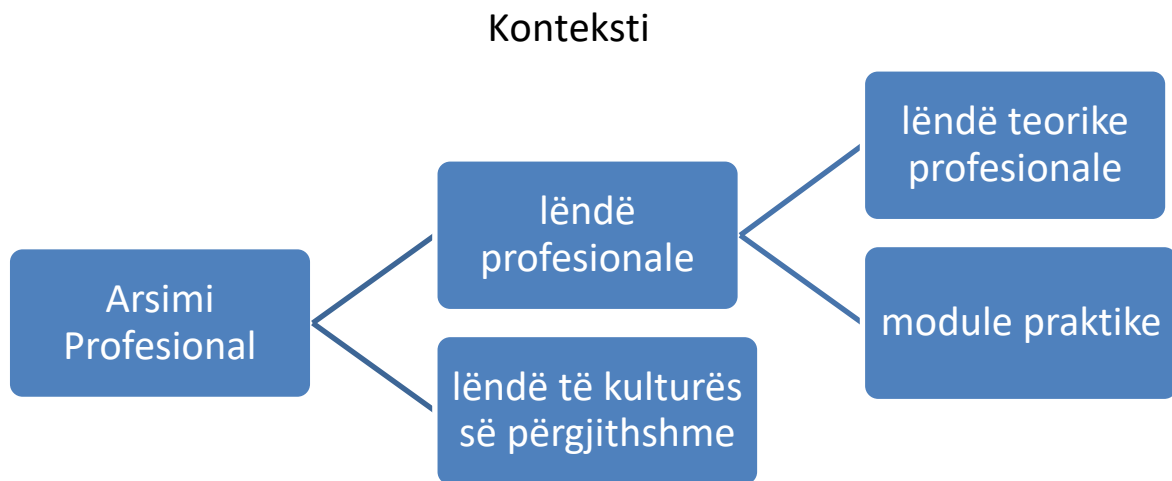 Konteksti
Arsimi
Profesional
lëndë
profesionale
lëndë të kulturës
së përgjithshme
lëndë teorike
profesionale
module praktike